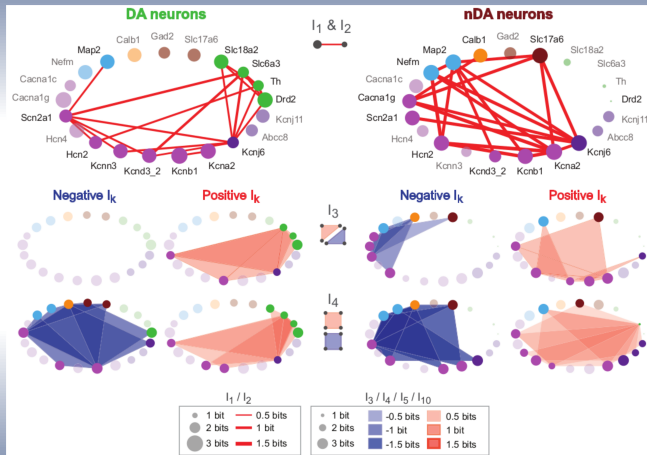 DA neurons
I1 & I2
nDA neurons
Map2
Calb1
Gad2
Slc17a6
Slc18a2
Slc6a3
Th
Drd2
Kcnj11
Abcc8
Kcnj6
Kcna2
Kcnb1
Kcnd3_2
Kcnn3
Hcn2
Hcn4
Scn2a1
Cacna1g
Cacna1c
Nefm
Map2
Calb1
Gad2
Slc17a6
Slc18a2
Slc6a3
Th
Drd2
Kcnj11
Abcc8
Kcnj6
Kcna2
Kcnb1
Kcnd3_2
Kcnn3
Hcn2
Hcn4
Scn2a1
Cacna1g
Cacna1c
Nefm
Negative Ik
Positive Ik
I3
Negative Ik
Positive Ik
I4
I1 / I2
I3 / I4 / I5 / I10
1 bit
0.5 bits
2 bits
1 bit
3 bits
1.5 bits
1 bit
-0.5 bits
0.5 bits
2 bits
-1 bit
1 bit
3 bits
-1.5 bits
1.5 bits